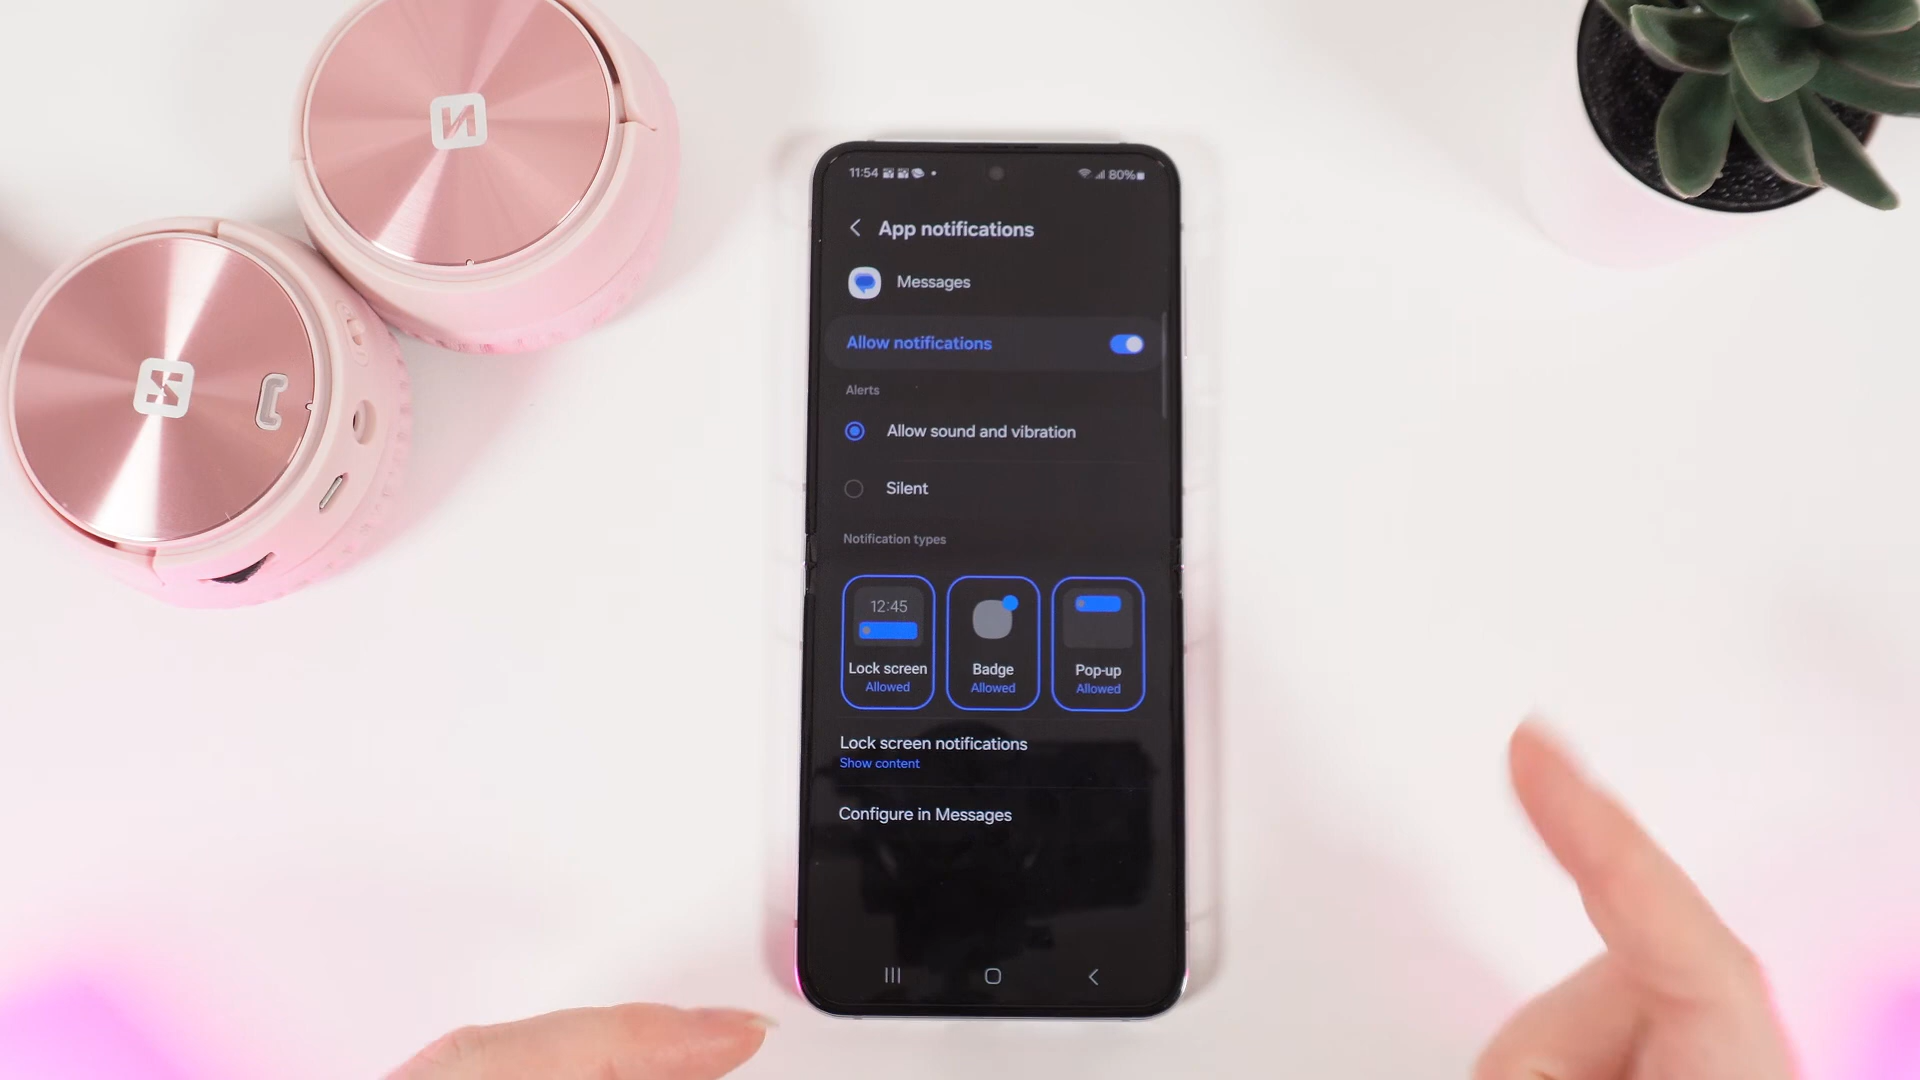 11:54
80%
App notifications
Messages
Allow notifications
Alerts
Allow sound and vibration
Silent
Notification types
12:45
Lock screen
Allowed
Badge
Allowed
Pop-up
Allowed
Lock screen notifications
Show content
Configure in Messages